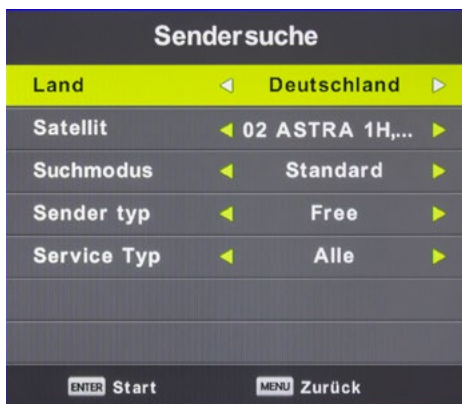 Sendersuche
Land Deutschland
Satellit 02 ASTRA 1H,...
Suchmodus Standard
Sender typ Free
Service Typ Alle
ENTER Start MENU Zurück